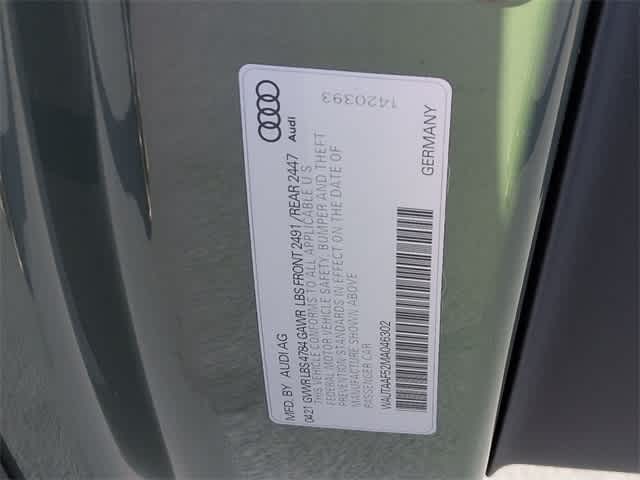 MFD. BY AUDI AG
0421 GVWR LBS 4784 GAWR LBS FRONT 2491 / REAR 2447
THIS VEHICLE CONFORMS TO ALL APPLICABLE U S
FEDERAL MOTOR VEHICLE SAFETY: BUMPER AND THEFT
PREVENTION STANDARDS IN EFFECT ON THE DATE OF
MANUFACTURE SHOWN ABOVE
PASSENGER CAR
WAUTAAF52MA046302
Audi
1420393
GERMANY